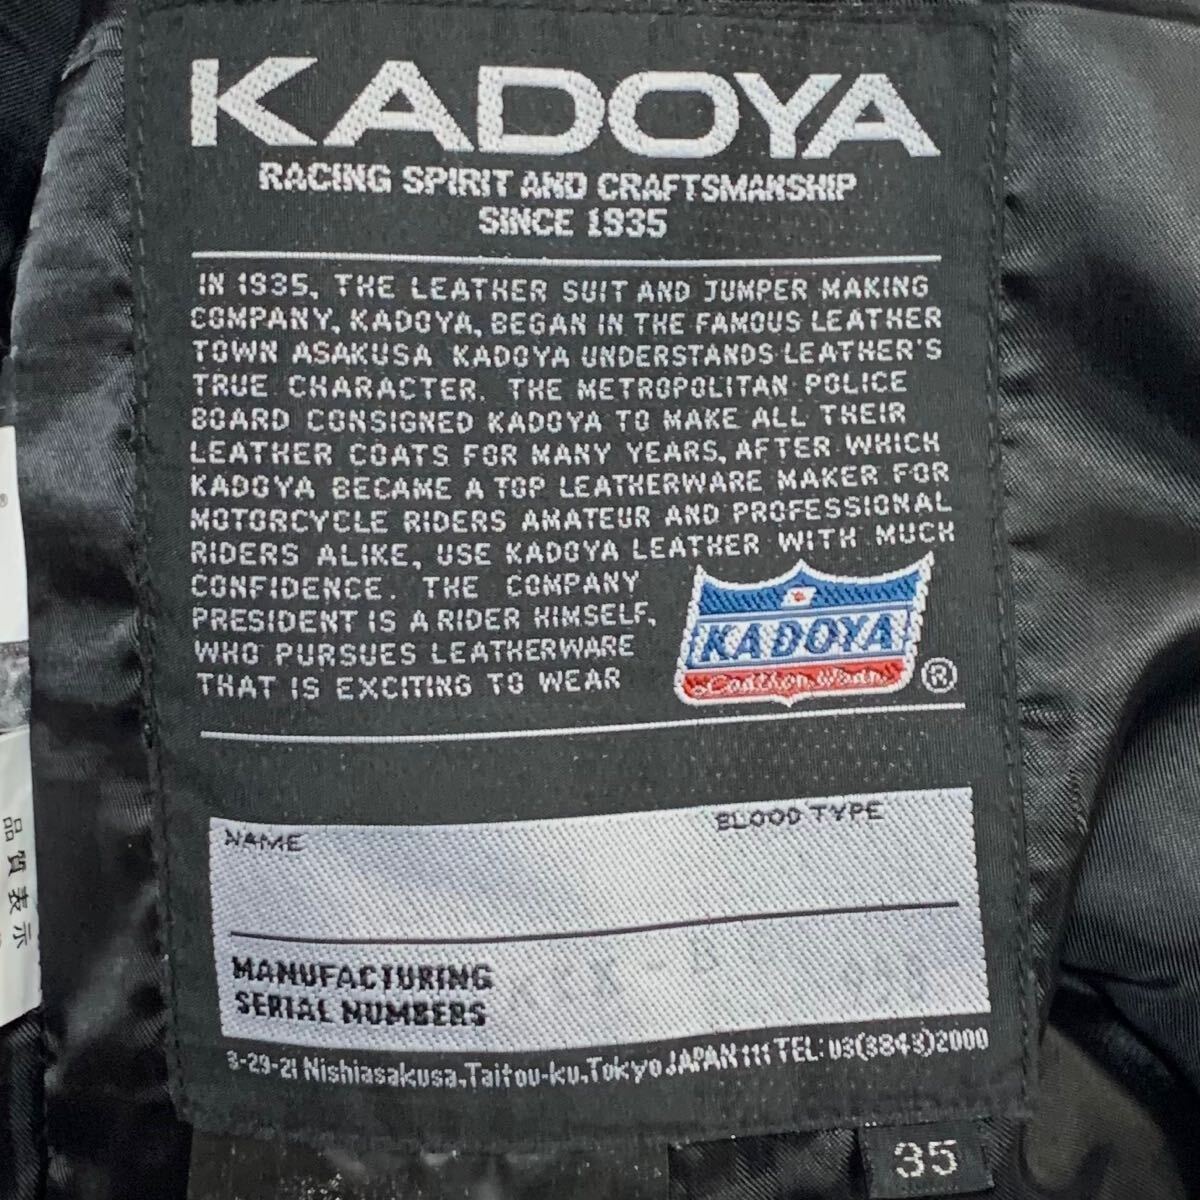 KADOYA
RACING SPIRIT AND CRAFTSMANSHIP
SINCE 1935
IN 1935, THE LEATHER SUIT AND JUMPER MAKING
COMPANY, KADOYA, BEGAN IN THE FAMOUS LEATHER
TOWN ASAKUSA KADOYA UNDERSTANDS LEATHER'S
TRUE CHARACTER. THE METROPOLITAN POLICE
BOARD CONSIGNED KADOYA TO MAKE ALL THEIR
LEATHER COATS FOR MANY YEARS, AFTER WHICH
KADOYA BECAME A TOP LEATHERWARE MAKER FOR
MOTORCYCLE RIDERS AMATEUR AND PROFESSIONAL
RIDERS ALIKE, USE KADOYA LEATHER WITH MUCH
CONFIDENCE. THE COMPANY
PRESIDENT IS A RIDER HIMSELF,
WHO PURSUES LEATHERWARE
THAT IS EXCITING TO WEAR
KADOYA
®
NAME
BLOOD TYPE
MANUFACTURING
SERIAL NUMBERS
3-29-21 Nishiasakusa,Taitou-ku,Tokyo JAPAN 111 TEL: 03(3843)2000
35
品質表示
®